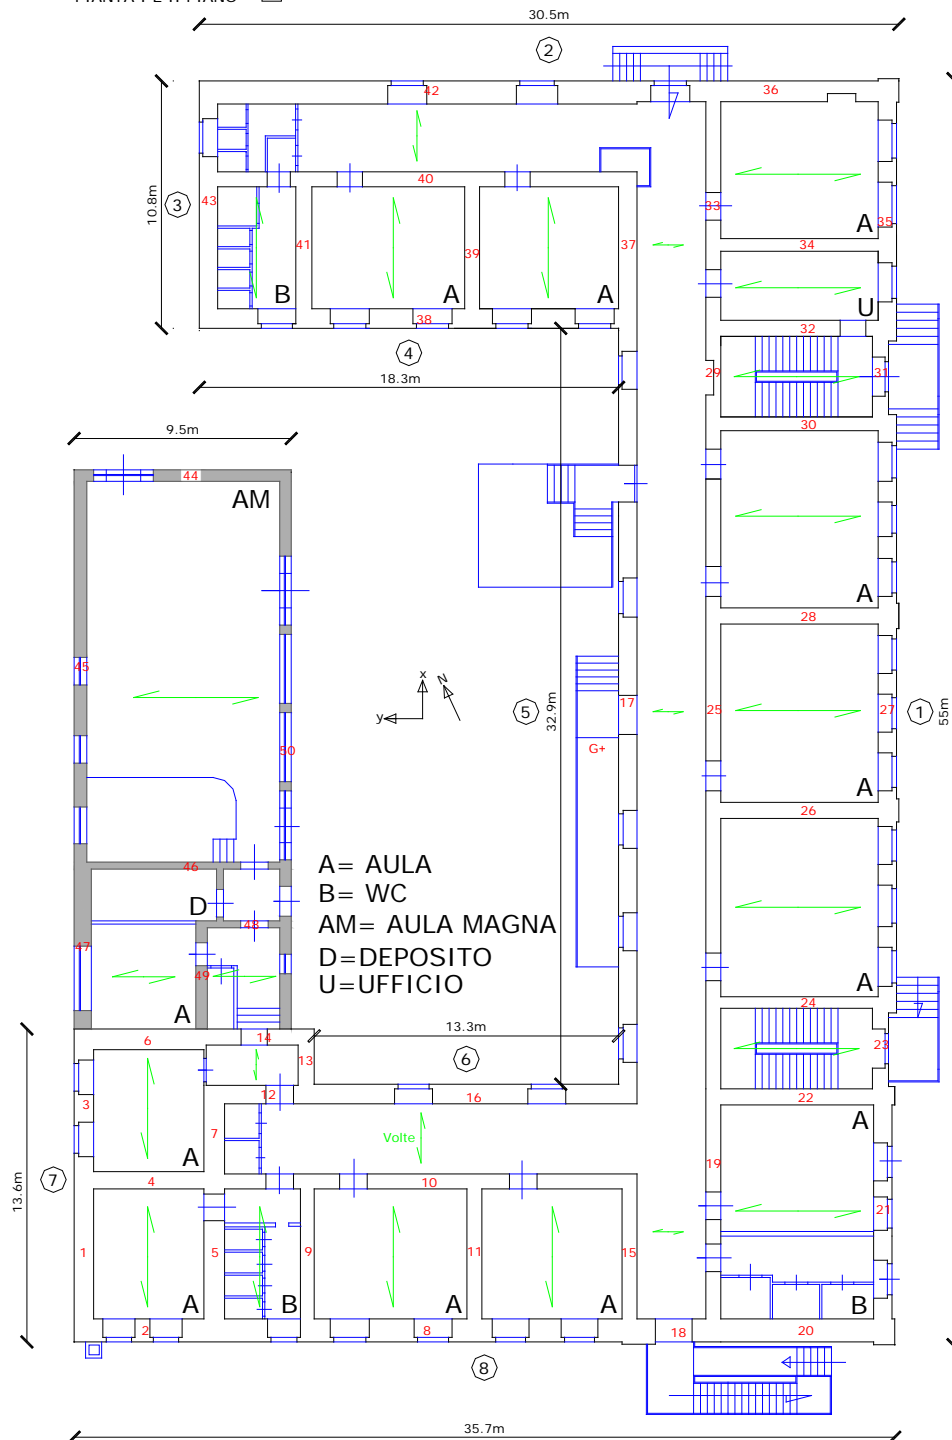 30.5m
2
42
36
40
43
3
10.8m
41
39
37
33
35
A
34
B
A
A
U
38
32
4
29
31
18.3m
9.5m
30
44
AM
A
28
45
x
N
y
5
32.9m
17
25
27
1
55m
50
G+
A
26
46
A= AULA
B= WC
D
AM= AULA MAGNA
48
47
D=DEPOSITO
49
U=UFFICIO
A
A
24
6
14
13.3m
13
6
23
12
16
22
3
7
Volte
A
A
7
4
10
19
13.6m
1
5
9
11
15
21
A
B
A
A
B
2
8
18
20
8
35.7m